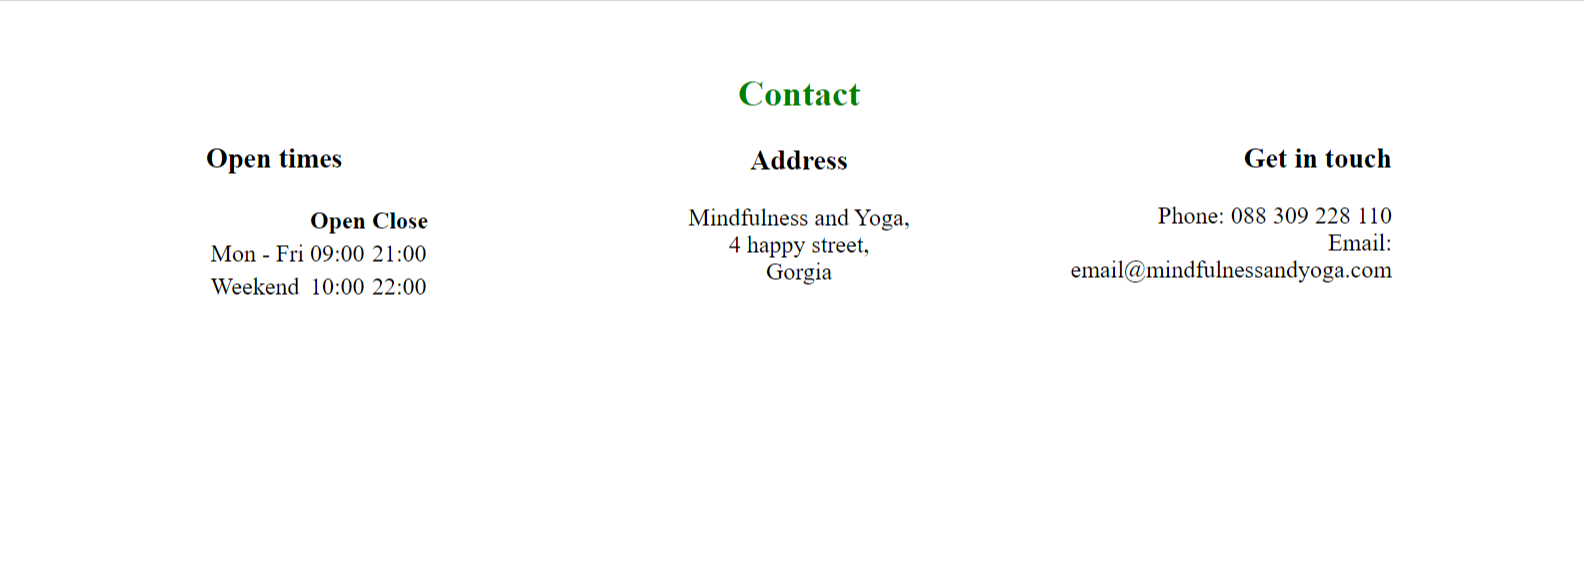 Contact
Open times
Open Close
Mon - Fri 09:00 21:00
Weekend 10:00 22:00
Address
Mindfulness and Yoga,
4 happy street,
Gorgia
Get in touch
Phone: 088 309 228 110
Email:
email@mindfulnessandyoga.com